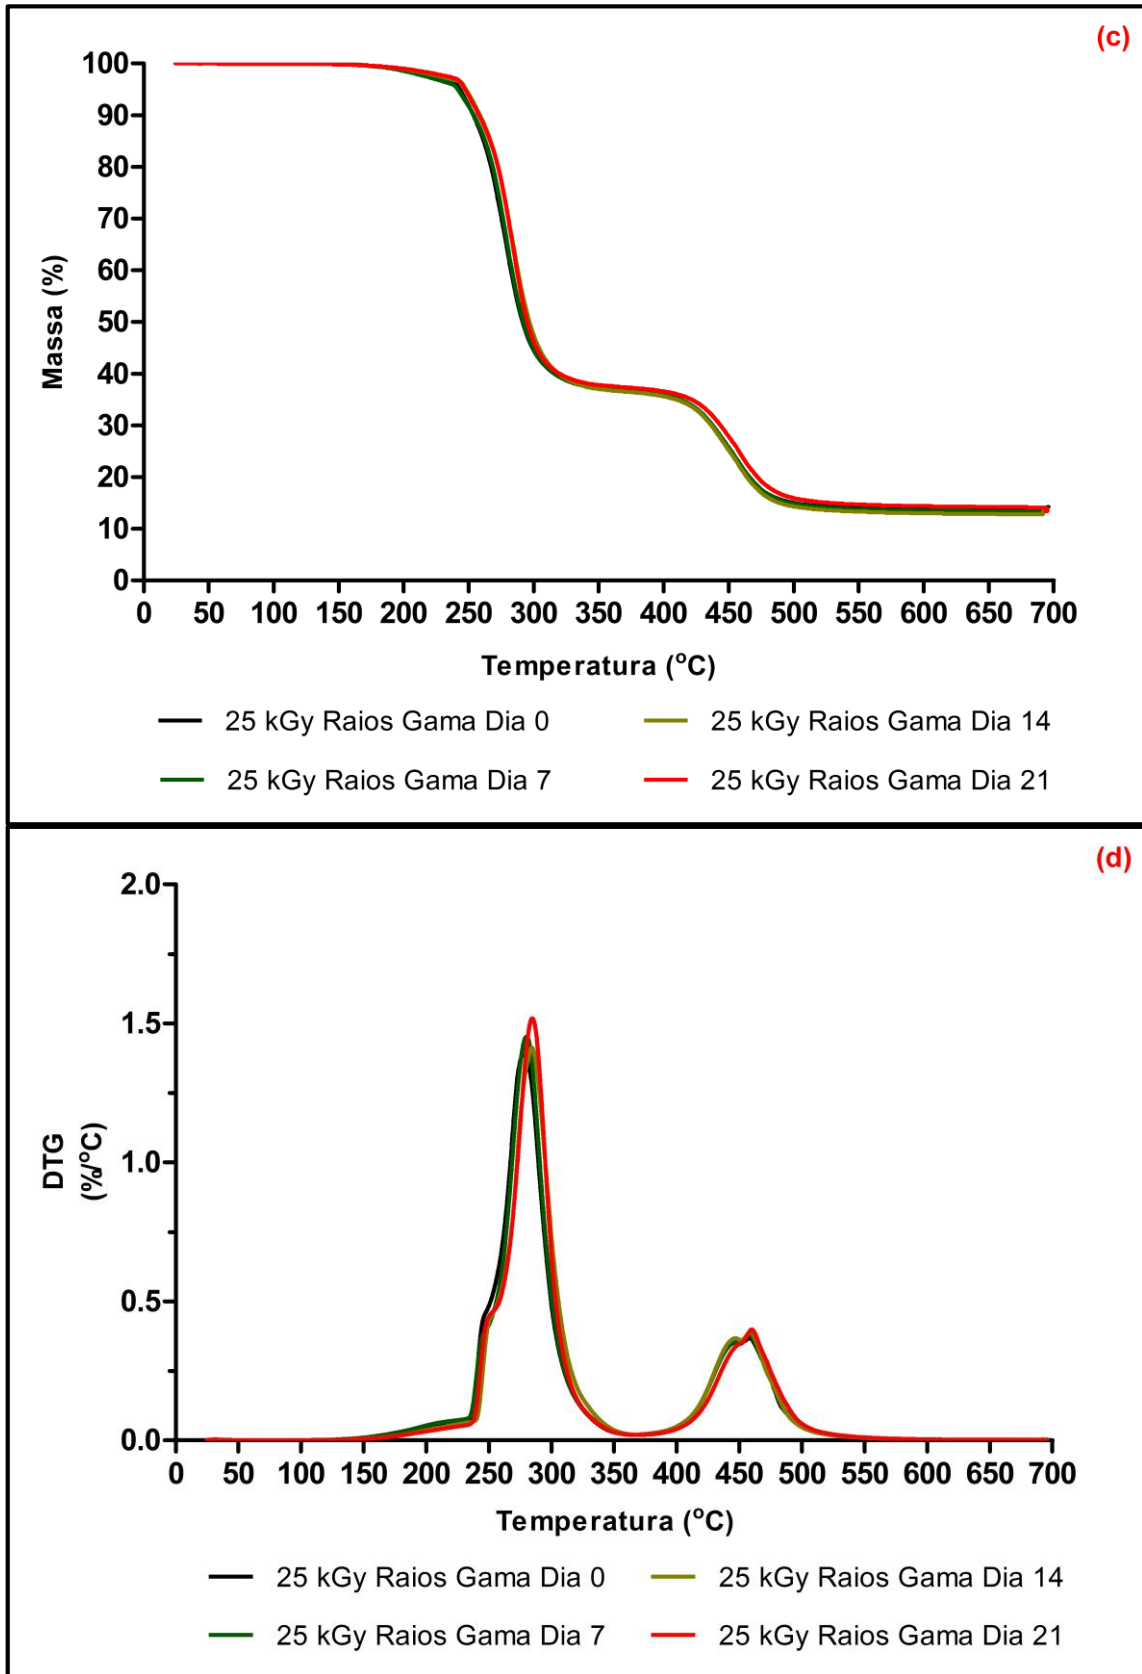 (c)
100
90
80
70
60
50
40
30
20
10
0
Massa (%)
0 50 100 150 200 250 300 350 400 450 500 550 600 650 700
Temperatura (°C)
25 kGy Raios Gama Dia 0 25 kGy Raios Gama Dia 14
25 kGy Raios Gama Dia 7 25 kGy Raios Gama Dia 21
(d)
2.0
1.5
1.0
0.5
0.0
DTG
(%/°C)
0 50 100 150 200 250 300 350 400 450 500 550 600 650 700
Temperatura (°C)
25 kGy Raios Gama Dia 0 25 kGy Raios Gama Dia 14
25 kGy Raios Gama Dia 7 25 kGy Raios Gama Dia 21